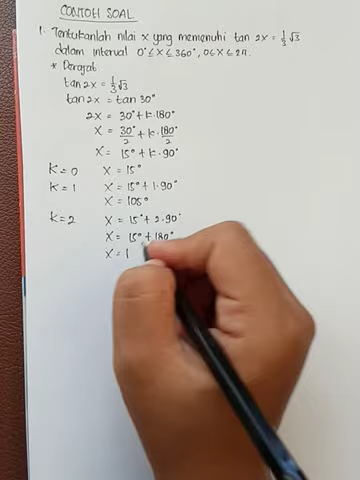 CONTOH SOAL
1. Tentukanlah nilai x yang memenuhi tan 2x = 1/3 √3
dalam interval 0° ≤ x ≤ 360°, 0 ≤ x ≤ 2π.
* Derajat
tan 2x = 1/3 √3
tan 2x = tan 30°
2x = 30° + k. 180°
x = 30°/2 + k. 180°/2
x = 15° + k. 90°
k = 0 x = 15°
k = 1 x = 15° + 1. 90°
x = 105°
k = 2 x = 15° + 2. 90°
x = 15° + 180°
x = 1